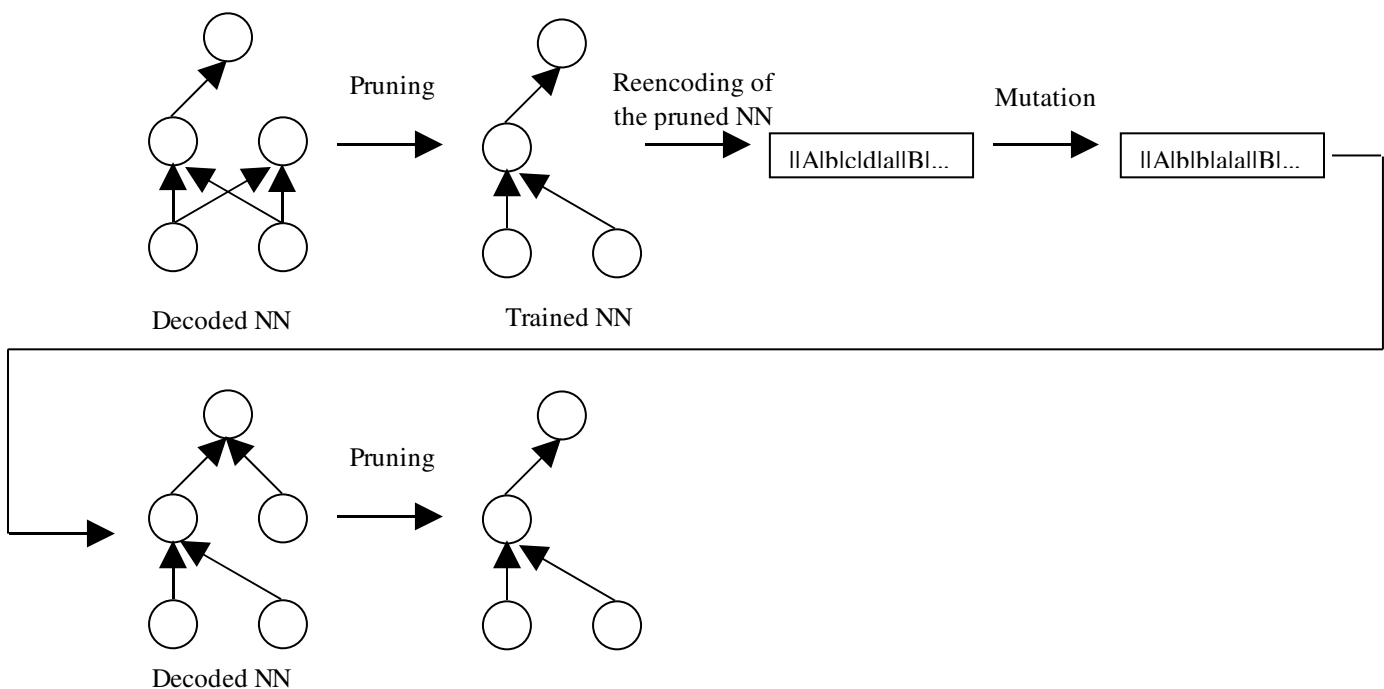 Pruning
Reencoding of
the pruned NN
Mutation
||A|b|c|d|a||B|...
||A|b|b|a|a||B|...
Decoded NN
Trained NN
Pruning
Decoded NN